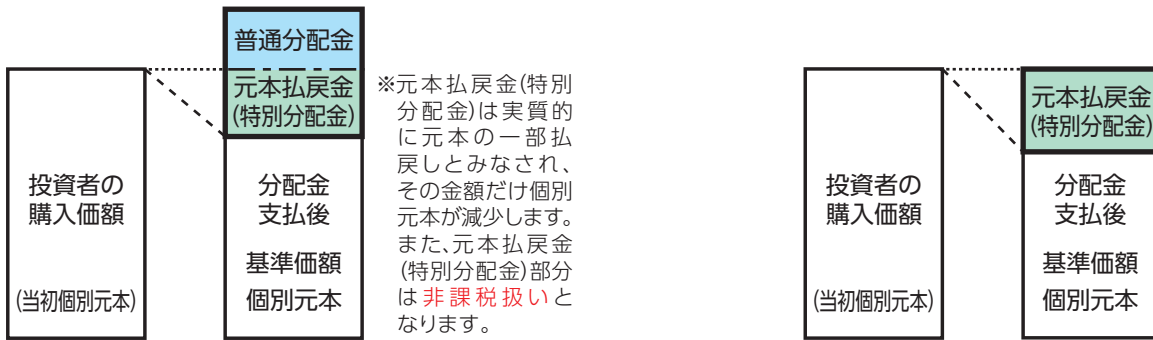 普通分配金
元本払戻金
(特別分配金)
投資者の
購入価額
(当初個別元本)
分配金
支払後
基準価額
個別元本
※元本払戻金(特別
分配金)は実質的
に元本の一部払
戻しとみなされ、
その金額だけ個別
元本が減少します。
また、元本払戻金
(特別分配金)部分
は非課税扱いと
なります。
投資者の
購入価額
(当初個別元本)
元本払戻金
(特別分配金)
分配金
支払後
基準価額
個別元本